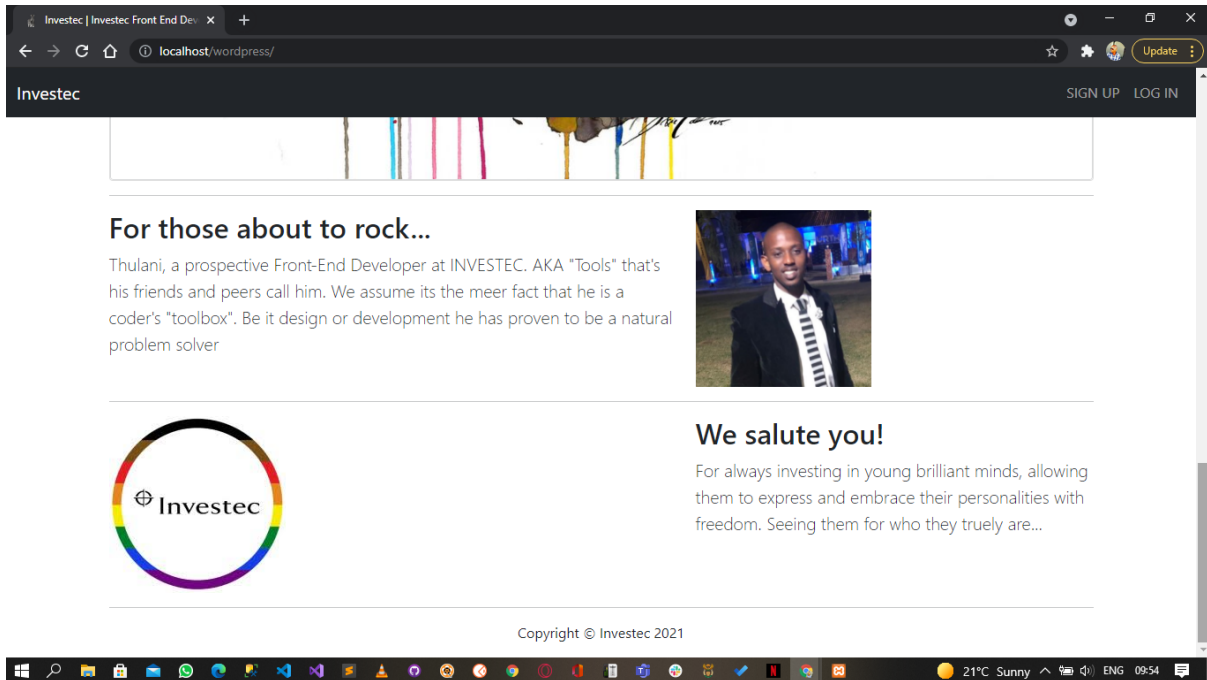 Investec | Investec Front End Dev
localhost/wordpress/
Update
Investec
SIGN UP LOG IN
For those about to rock...
Thulani, a prospective Front-End Developer at INVESTEC. AKA "Tools" that's
his friends and peers call him. We assume its the meer fact that he is a
coder's "toolbox". Be it design or development he has proven to be a natural
problem solver
Investec
We salute you!
For always investing in young brilliant minds, allowing
them to express and embrace their personalities with
freedom. Seeing them for who they truely are...
Copyright © Investec 2021
21°C Sunny ENG 09:54